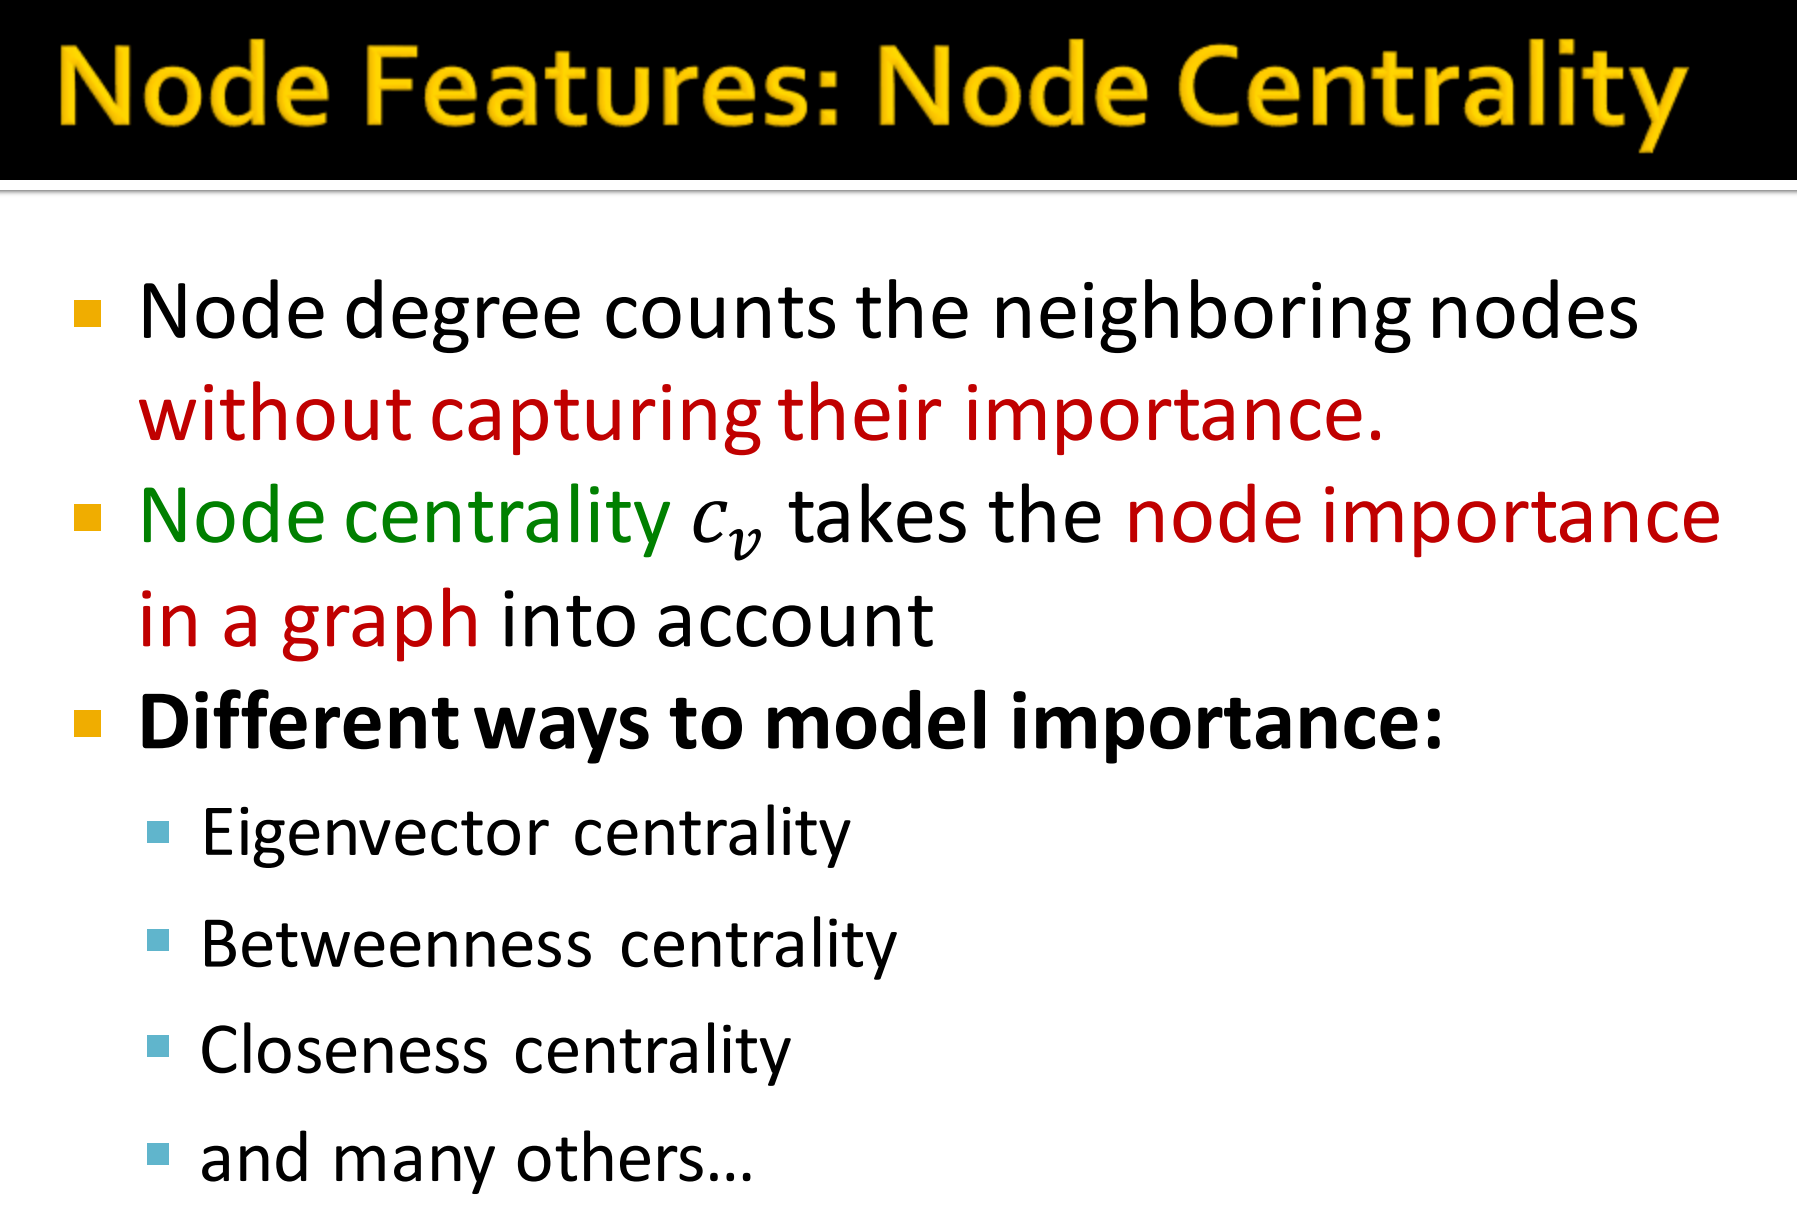 Node Features: Node Centrality
Node degree counts the neighboring nodes
without capturing their importance.
Node centrality c_v takes the node importance
in a graph into account
Different ways to model importance:
Eigenvector centrality
Betweenness centrality
Closeness centrality
and many others…